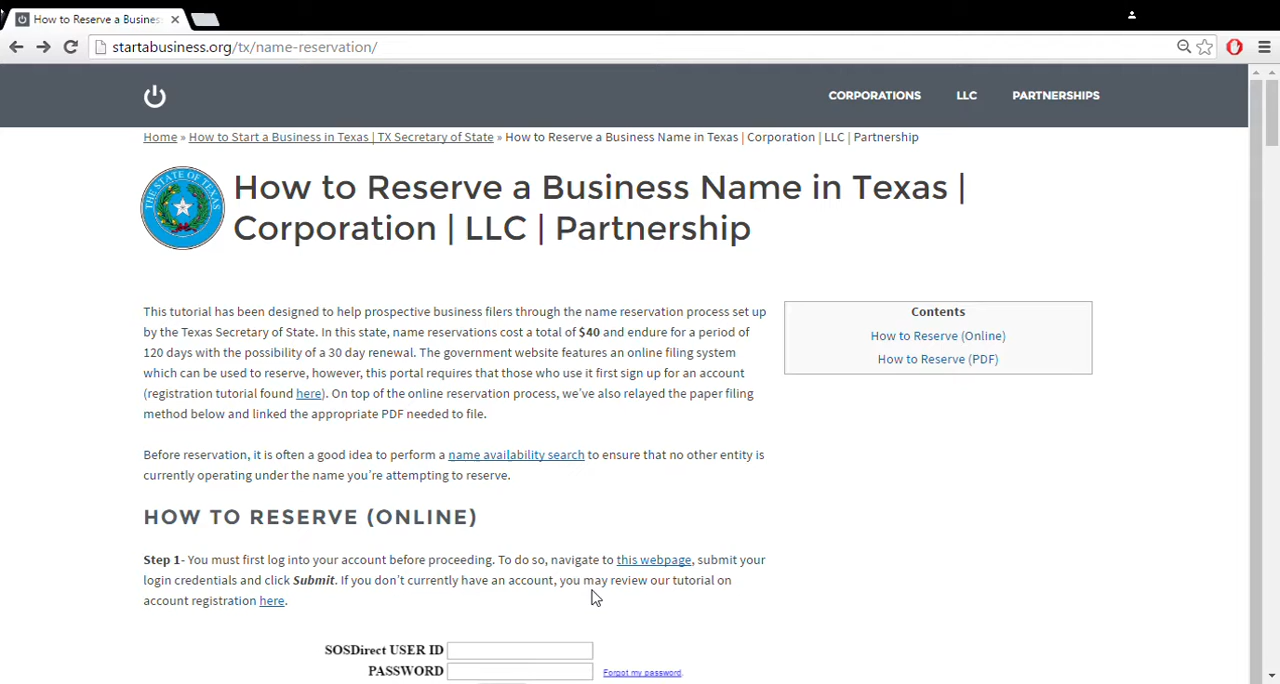 How to Reserve a Busines
startabusiness.org/tx/name-reservation/
CORPORATIONS LLC PARTNERSHIPS
Home » How to Start a Business in Texas | TX Secretary of State » How to Reserve a Business Name in Texas | Corporation | LLC | Partnership
THE STATE OF TEXAS
How to Reserve a Business Name in Texas |
Corporation | LLC | Partnership
This tutorial has been designed to help prospective business filers through the name reservation process set up
by the Texas Secretary of State. In this state, name reservations cost a total of $40 and endure for a period of
120 days with the possibility of a 30 day renewal. The government website features an online filing system
which can be used to reserve, however, this portal requires that those who use it first sign up for an account
(registration tutorial found here). On top of the online reservation process, we've also relayed the paper filing
method below and linked the appropriate PDF needed to file.
Contents
How to Reserve (Online)
How to Reserve (PDF)
Before reservation, it is often a good idea to perform a name availability search to ensure that no other entity is
currently operating under the name you're attempting to reserve.
HOW TO RESERVE (ONLINE)
Step 1- You must first log into your account before proceeding. To do so, navigate to this webpage, submit your
login credentials and click Submit. If you don't currently have an account, you may review our tutorial on
account registration here.
SOSDirect USER ID
PASSWORD Forgot my password.